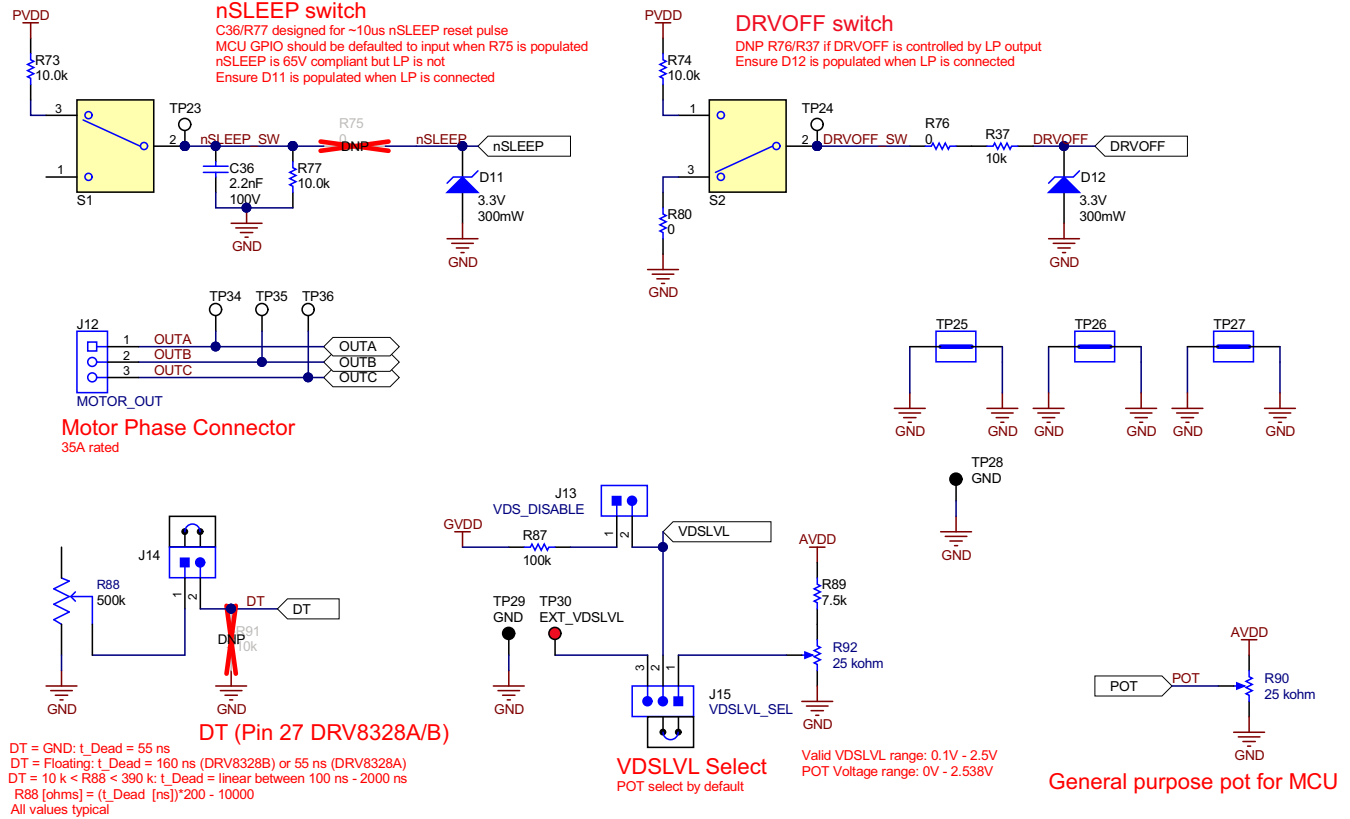 nSLEEP switch
C36/R77 designed for ~10us nSLEEP reset pulse
MCU GPIO should be defaulted to input when R75 is populated
nSLEEP is 65V compliant but LP is not
Ensure D11 is populated when LP is connected
PVDD
R73
10.0k
3
1
2
S1
TP23
nSLEEP_SW
C36
2.2nF
100V
R77
10.0k
GND
R75
0
DNP
nSLEEP
nSLEEP
D11
3.3V
300mW
GND
DRVOFF switch
DNP R76/R37 if DRVOFF is controlled by LP output
Ensure D12 is populated when LP is connected
PVDD
R74
10.0k
1
3
2
S2
R80
0
GND
TP24
DRVOFF_SW
R76
0
R37
10k
DRVOFF
DRVOFF
D12
3.3V
300mW
GND
TP34
TP35
TP36
J12
1
OUTA
OUTA
2
OUTB
OUTB
3
OUTC
OUTC
MOTOR_OUT
Motor Phase Connector
35A rated
TP25
GND
GND
TP26
GND
GND
TP27
GND
GND
TP28
GND
GND
J14
1
2
R88
500k
GND
DT
DT
R91
10k
DNP
GND
DT (Pin 27 DRV8328A/B)
DT = GND: t_Dead = 55 ns
DT = Floating: t_Dead = 160 ns (DRV8328B) or 55 ns (DRV8328A)
DT = 10 k < R88 < 390 k: t_Dead = linear between 100 ns - 2000 ns
R88 [ohms] = (t_Dead [ns])*200 - 10000
All values typical
J13
VDS_DISABLE
GVDD
R87
100k
1
2
VDSLVL
TP29
GND
GND
TP30
EXT_VDSLVL
3
2
1
J15
VDSLVL_SEL
AVDD
R89
7.5k
R92
25 kohm
GND
VDSLVL Select
POT select by default
Valid VDSLVL range: 0.1V - 2.5V
POT Voltage range: 0V - 2.538V
AVDD
POT
POT
R90
25 kohm
GND
General purpose pot for MCU